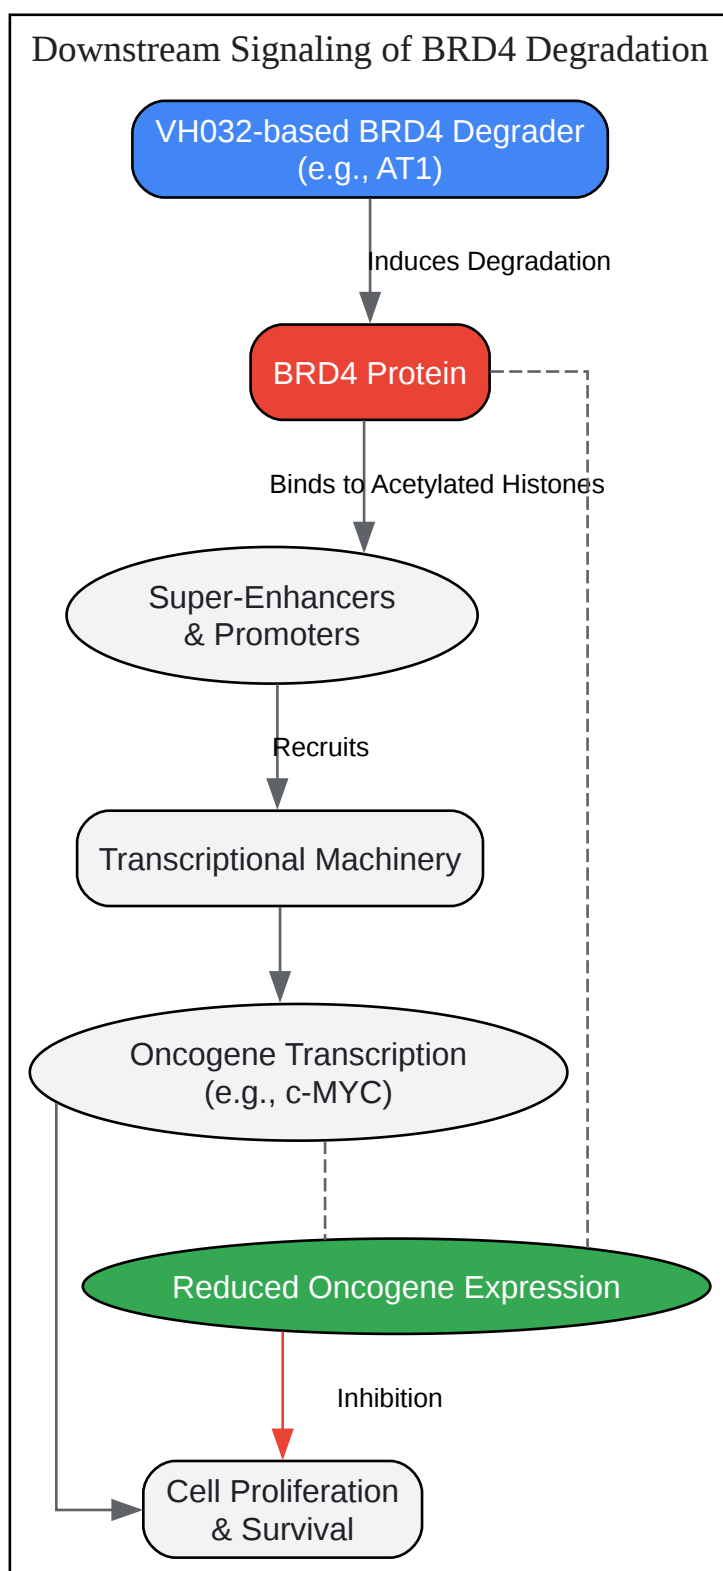 Downstream Signaling of BRD4 Degradation
VH032-based BRD4 Degrader
(e.g., AT1)
Induces Degradation
BRD4 Protein
Binds to Acetylated Histones
Super-Enhancers
& Promoters
Recruits
Transcriptional Machinery
Oncogene Transcription
(e.g., c-MYC)
Reduced Oncogene Expression
Inhibition
Cell Proliferation
& Survival